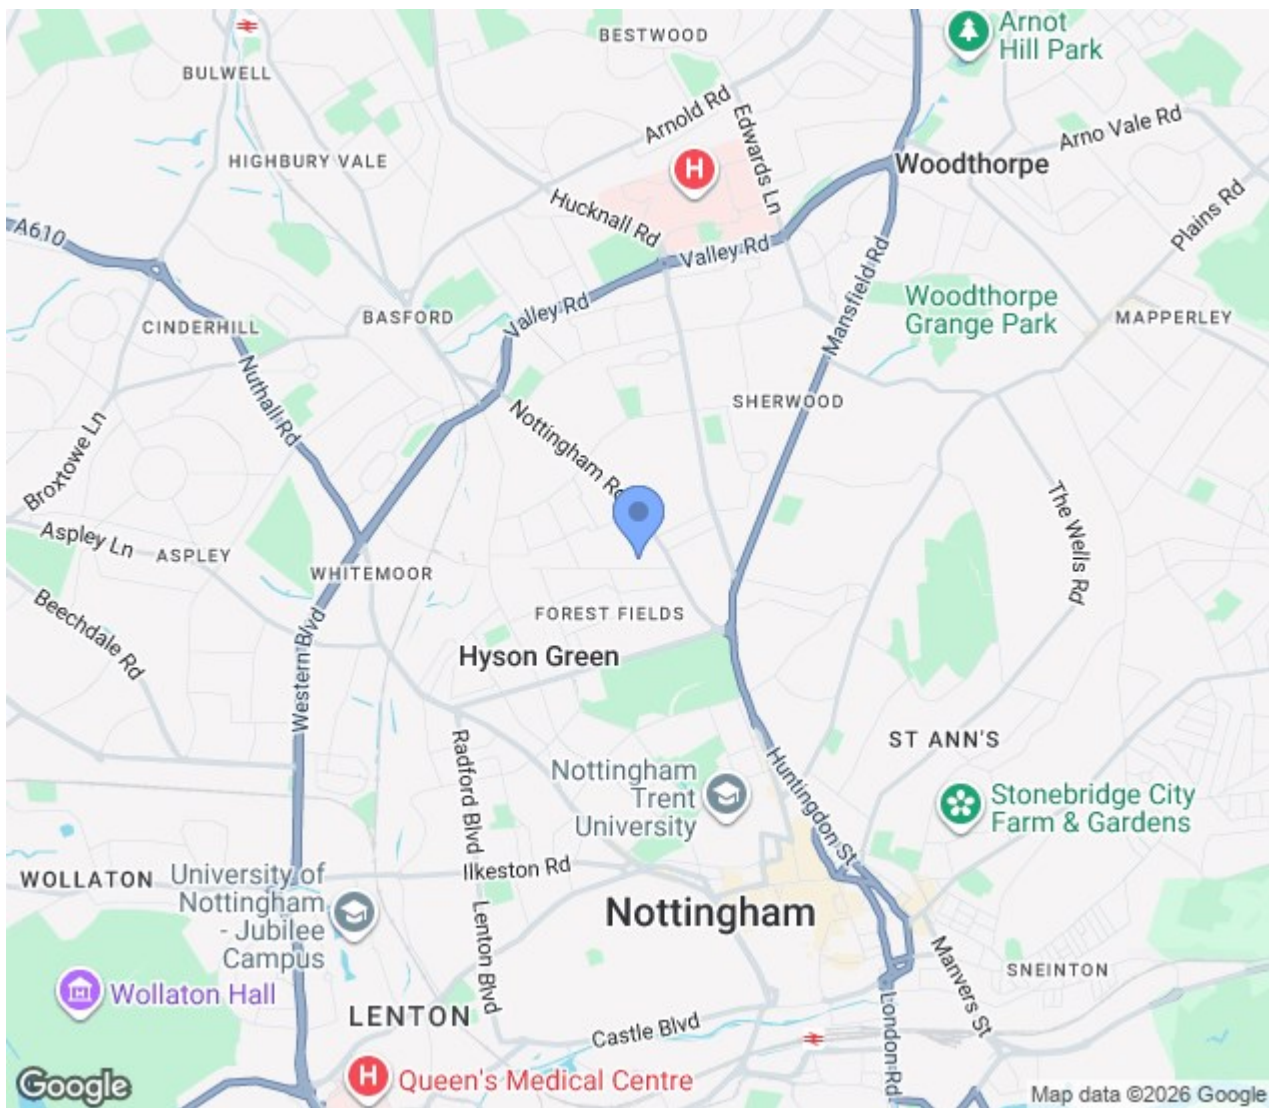 Arnot
Hill Park
BESTWOOD
BULWELL
Arnold Rd
Edwards Ln
Arno Vale Rd
HIGHBURY VALE
H
Woodthorpe
Hucknall Rd
Plains Rd
A610
Valley Rd
Mansfield Rd
Woodthorpe
Grange Park
Valley Rd
CINDERHILL
BASFORD
MAPPERLEY
Nuthall Rd
SHERWOOD
Nottingham Rd
Broxtowe Ln
The Wells Rd
Aspley Ln
ASPLEY
WHITEMOOR
Beechdale Rd
FOREST FIELDS
Western Blvd
Hyson Green
Radford Blvd
ST ANN'S
Huntingdon St
Nottingham
Trent
University
Stonebridge City
Farm & Gardens
Ilkeston Rd
WOLLATON
University of
Nottingham
- Jubilee
Campus
Lenton Blvd
Nottingham
Manvers St
SNEINTON
Wollaton Hall
LENTON
Castle Blvd
London Rd
H
Queen's Medical Centre
Google
Map data ©2026 Google